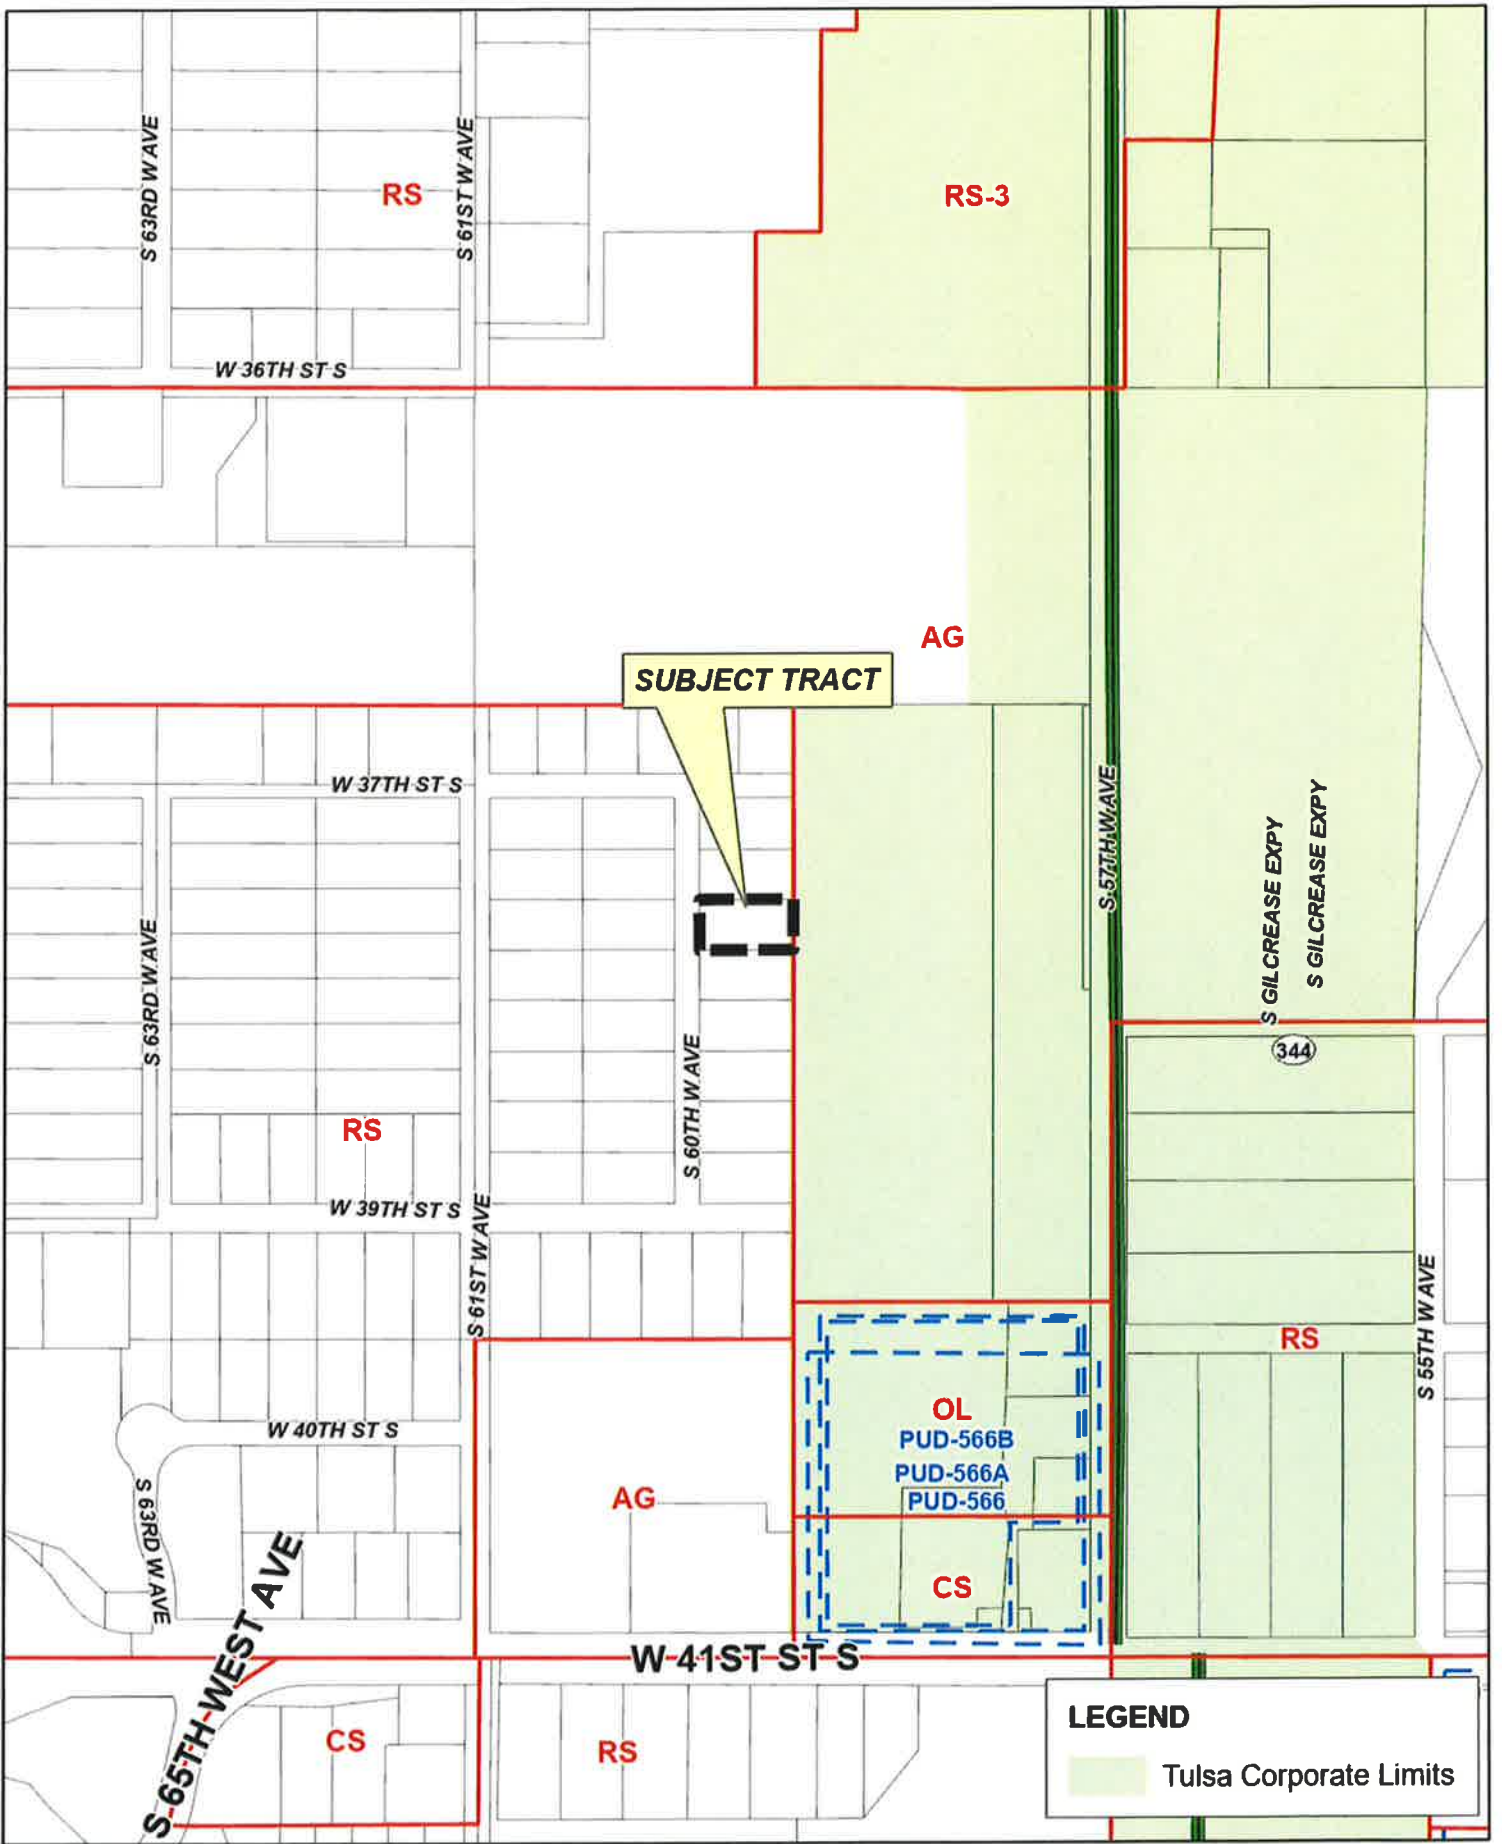 S 63RD W AVE
S 61ST W AVE
RS
RS-3
W 36TH ST S
AG
SUBJECT TRACT
W 37TH ST S
S 57TH W AVE
S GILCREASE EXPY
S GILCREASE EXPY
S 63RD W AVE
344
S 60TH W AVE
RS
W 39TH ST S
S 61ST W AVE
S 55TH W AVE
RS
OL
PUD-566B
PUD-566A
PUD-566
W 40TH ST S
AG
S 63RD W AVE
CS
W 41ST ST S
S 65TH WEST AVE
CS
RS
LEGEND
Tulsa Corporate Limits